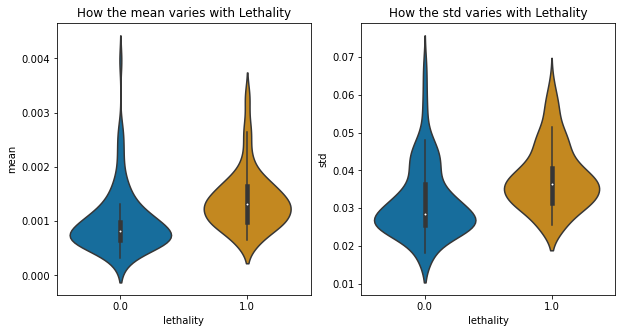 How the mean varies with Lethality
mean
0.004
0.003
0.002
0.001
0.000
0.0
1.0
lethality
How the std varies with Lethality
std
0.07
0.06
0.05
0.04
0.03
0.02
0.01
0.0
1.0
lethality